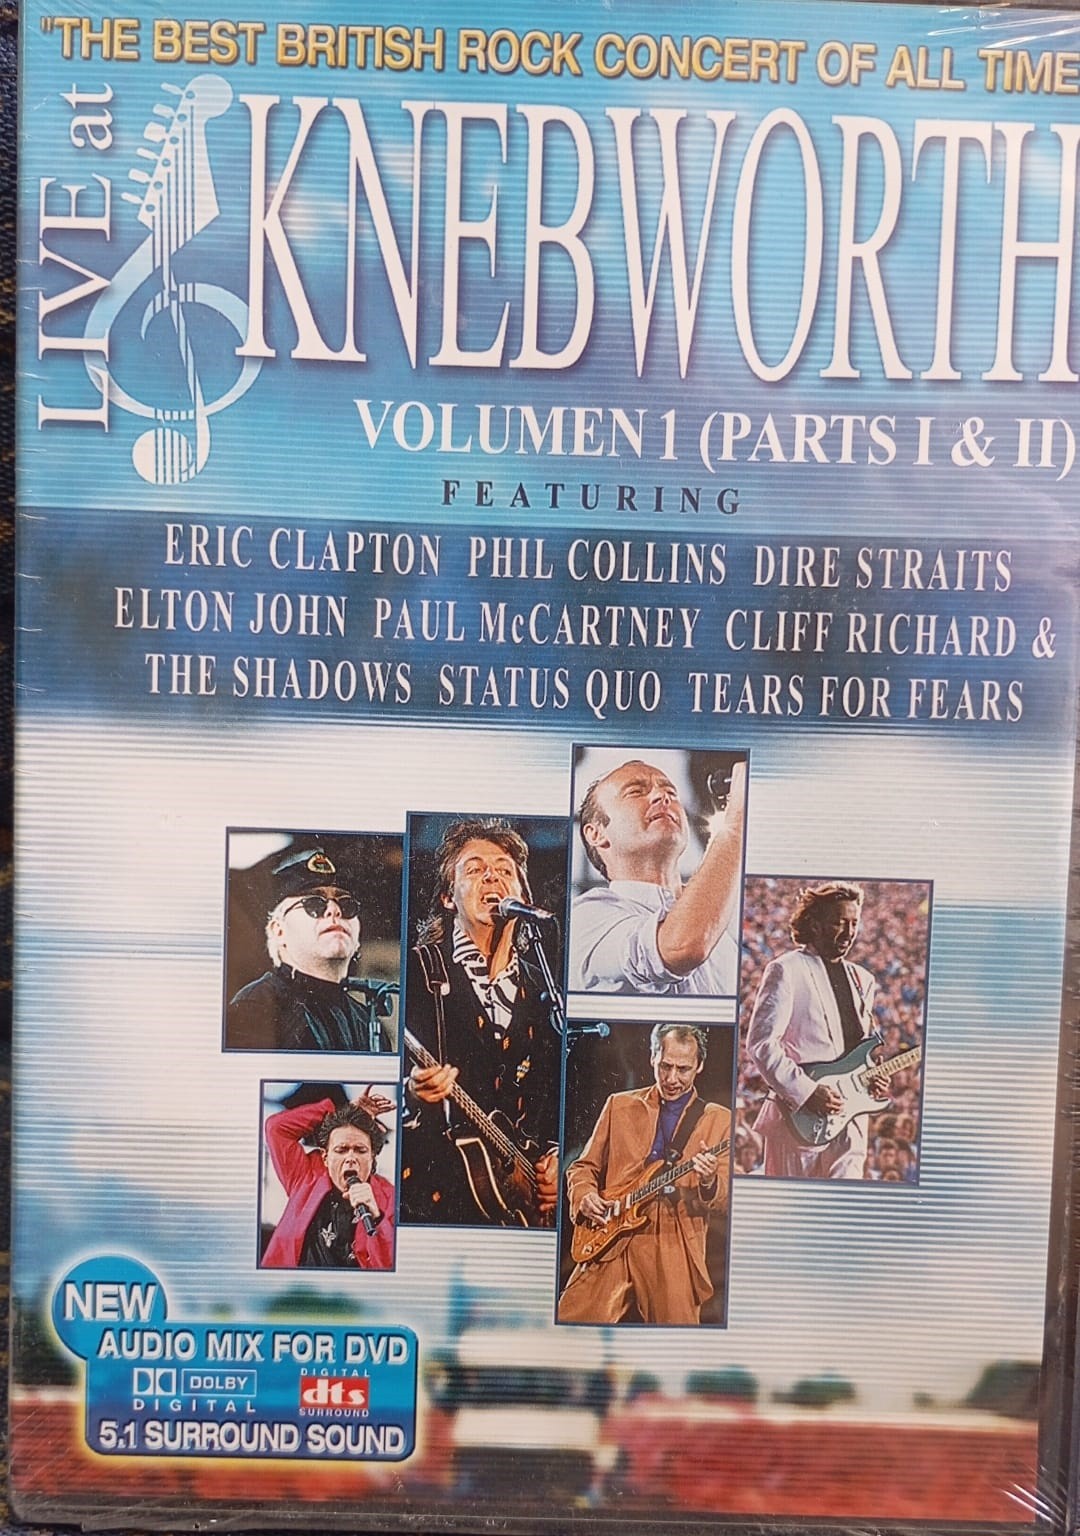 "THE BEST BRITISH ROCK CONCERT OF ALL TIME
LIVE at
KNEBWORTH
VOLUMEN 1 (PARTS I & II)
FEATURING
ERIC CLAPTON PHIL COLLINS DIRE STRAITS
ELTON JOHN PAUL McCARTNEY CLIFF RICHARD &
THE SHADOWS STATUS QUO TEARS FOR FEARS
NEW
AUDIO MIX FOR DVD
DOLBY
DIGITAL
DIGITAL
dts
SURROUND
5.1 SURROUND SOUND